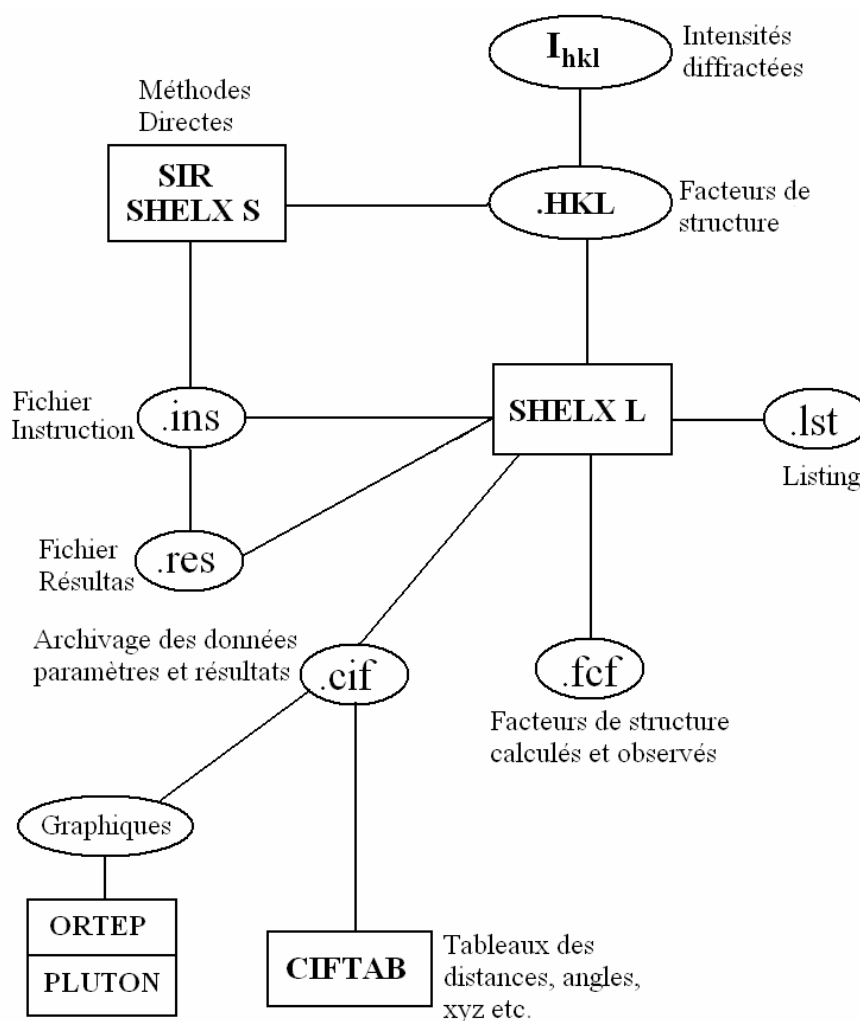 I hkl
Intensités
diffractées
Méthodes
Directes
SIR
SHELX S
.HKL
Facteurs de
structure
Fichier
Instruction
.ins
SHELX L
.lst
Listing
Fichier
Résultas
.res
Archivage des données
paramètres et résultats
.cif
.fcf
Facteurs de structure
calculés et observés
Graphiques
ORTEP
PLUTON
CIFTAB
Tableaux des
distances, angles,
xyz etc.